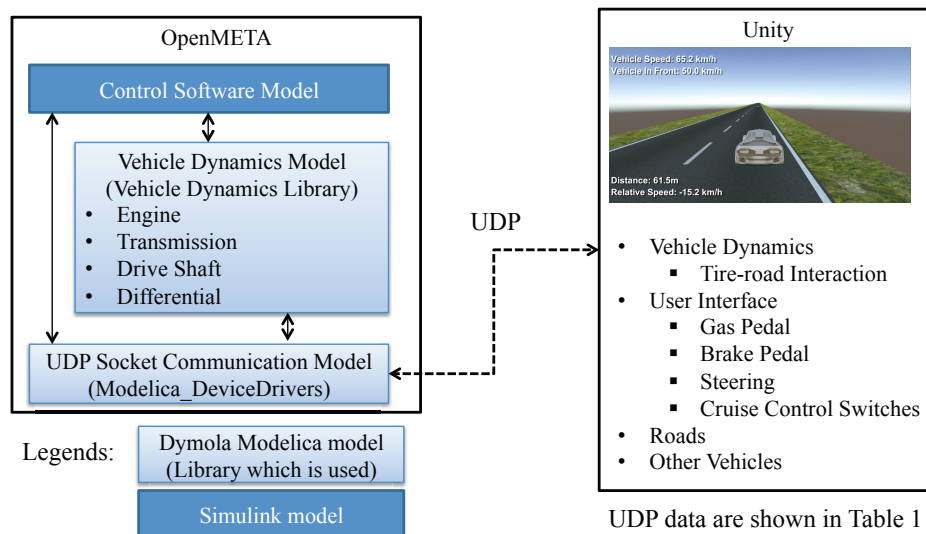 OpenMETA
Control Software Model
Vehicle Dynamics Model
(Vehicle Dynamics Library)
• Engine
• Transmission
• Drive Shaft
• Differential
UDP Socket Communication Model
(Modelica_DeviceDrivers)
Legends:
Dymola Modelica model
(Library which is used)
Simulink model
UDP
Unity
Vehicle Speed: 65.2 km/h
Vehicle In Front: 50.0 km/h
Distance: 61.5m
Relative Speed: -15.2 km/h
• Vehicle Dynamics
▪ Tire-road Interaction
• User Interface
▪ Gas Pedal
▪ Brake Pedal
▪ Steering
▪ Cruise Control Switches
• Roads
• Other Vehicles
UDP data are shown in Table 1